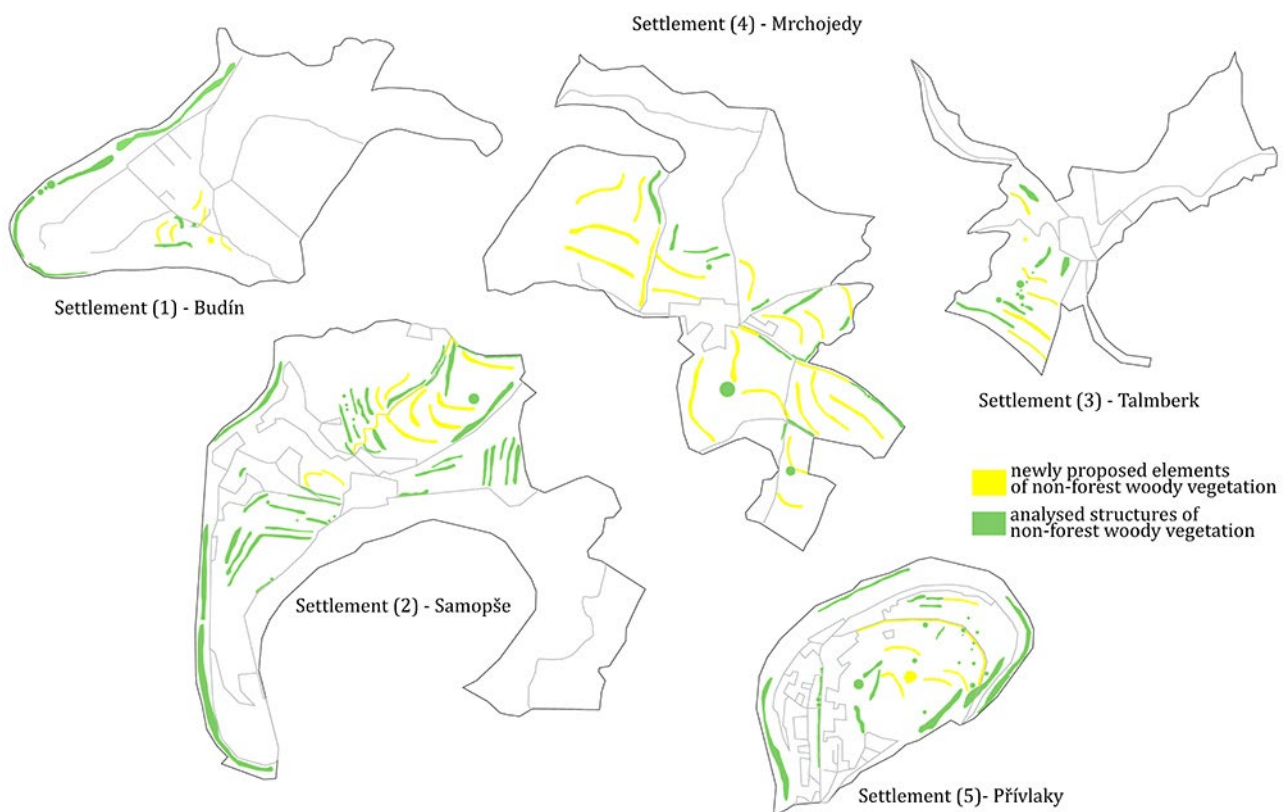 Settlement (4) - Mrchojedy
Settlement (1) - Budín
Settlement (3) - Talmberk
newly proposed elements
of non-forest woody vegetation
analysed structures of
non-forest woody vegetation
Settlement (2) - Samopše
Settlement (5)- Přívlaky